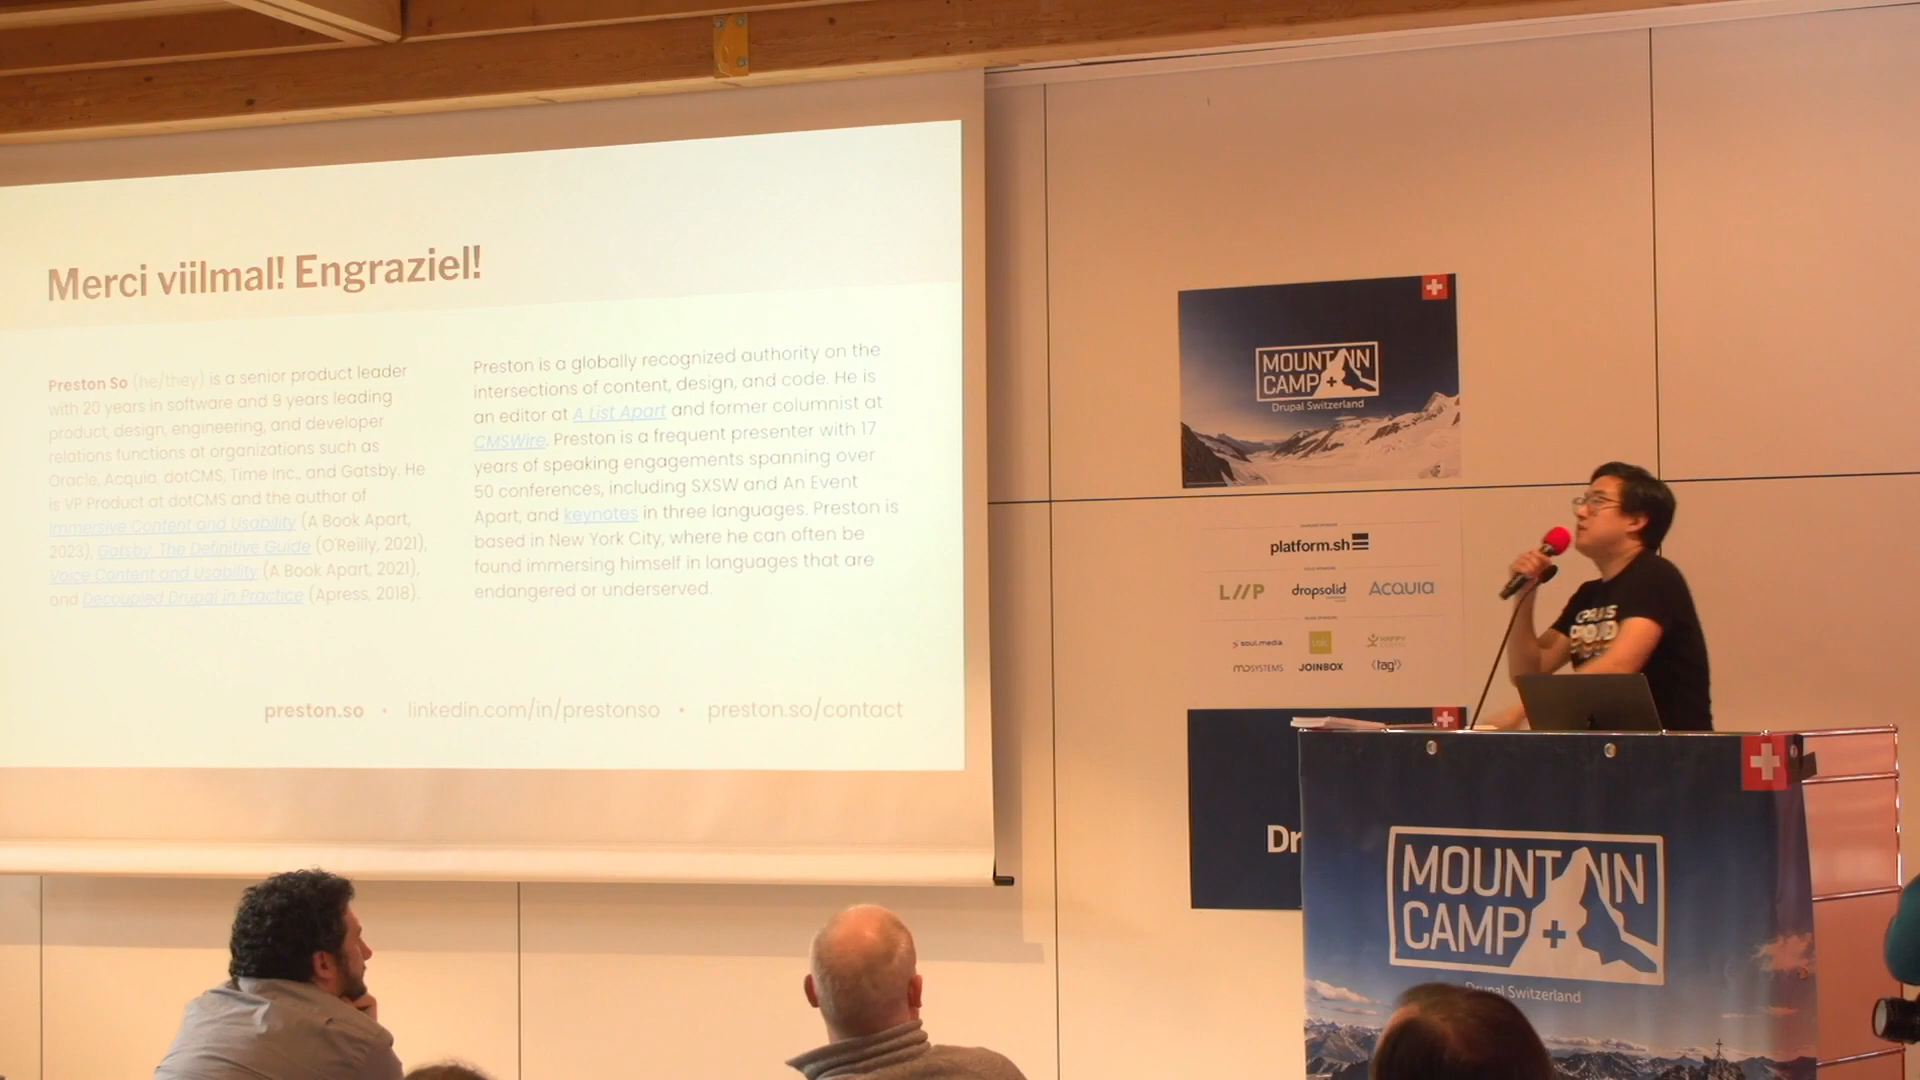 Merci viilmal! Engraziel!
Preston So (he/they) is a senior product leader
with 20 years in software and 9 years leading
product, design, engineering, and developer
relations functions at organizations such as
Oracle, Acquia, dotCMS, Time Inc., and Gatsby. He
is VP Product at dotCMS and the author of
Immersive Content and Usability (A Book Apart,
2023), Gatsby: The Definitive Guide (O'Reilly, 2021),
Voice Content and Usability (A Book Apart, 2021),
and Decoupled Drupal in Practice (Apress, 2018).
Preston is a globally recognized authority on the
intersections of content, design, and code. He is
an editor at A List Apart and former columnist at
CMSWire. Preston is a frequent presenter with 17
years of speaking engagements spanning over
50 conferences, including SXSW and An Event
Apart, and keynotes in three languages. Preston is
based in New York City, where he can often be
found immersing himself in languages that are
endangered or underserved.
preston.so • linkedin.com/in/prestonso • preston.so/contact
MOUNTAIN
CAMP
Drupal Switzerland
platform.sh
LIIP dropsolid Acquia
soul.media
MDSYSTEMS JOINBOX tag1
Dr
MOUNTAIN
CAMP
Drupal Switzerland